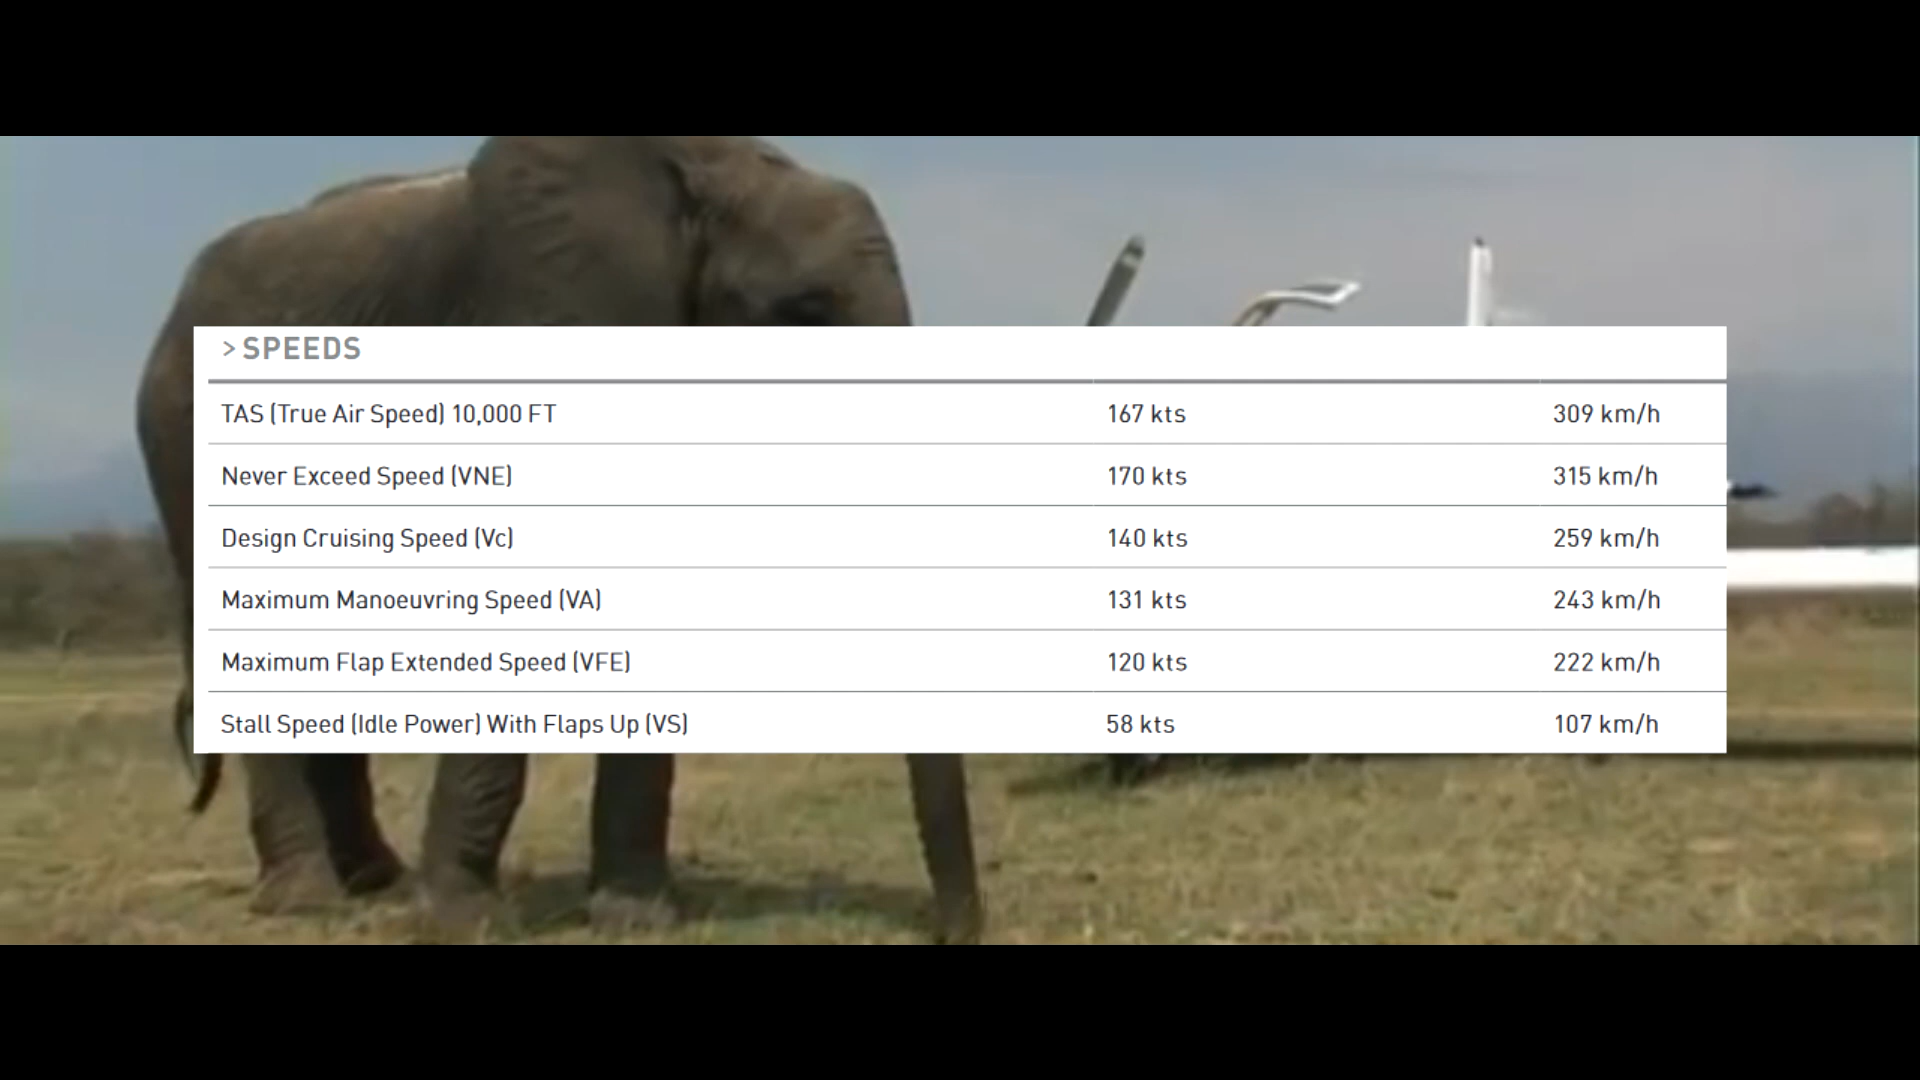 > SPEEDS
TAS (True Air Speed) 10,000 FT 167 kts 309 km/h
Never Exceed Speed (VNE) 170 kts 315 km/h
Design Cruising Speed (Vc) 140 kts 259 km/h
Maximum Manoeuvring Speed (VA) 131 kts 243 km/h
Maximum Flap Extended Speed (VFE) 120 kts 222 km/h
Stall Speed (Idle Power) With Flaps Up (VS) 58 kts 107 km/h